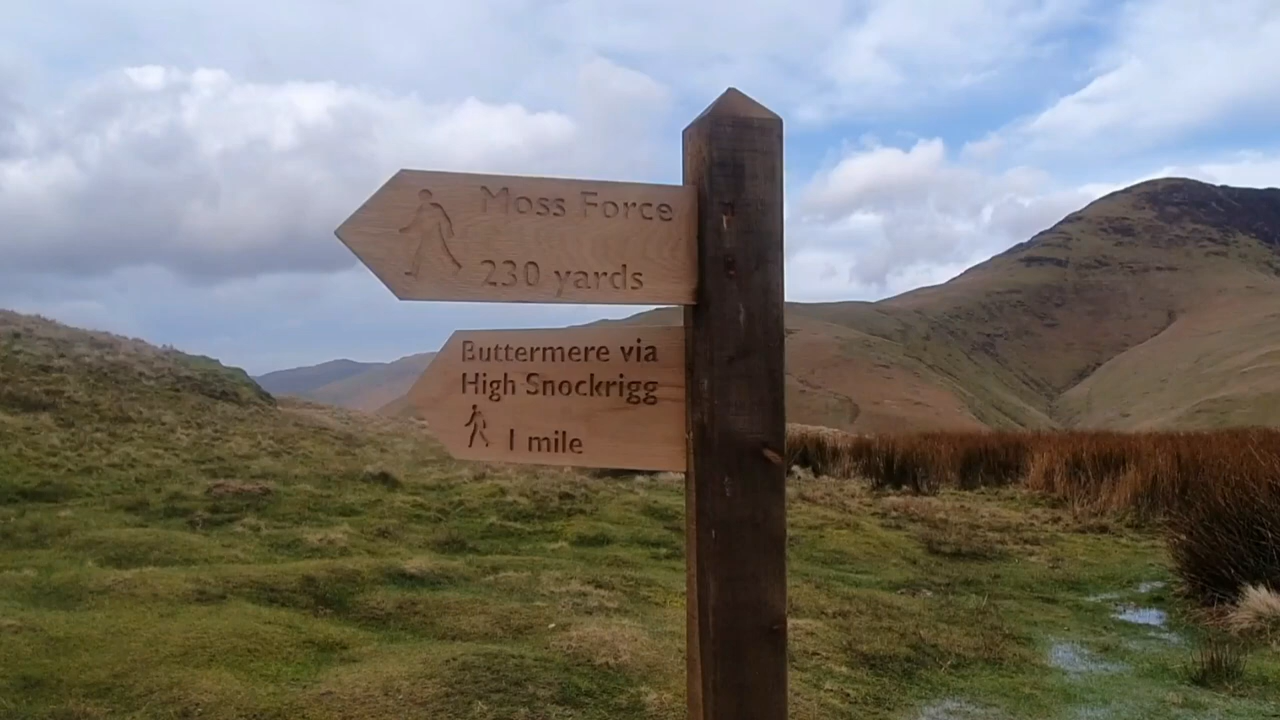 Moss Force
230 yards
Buttermere via
High Snockrigg
1 mile